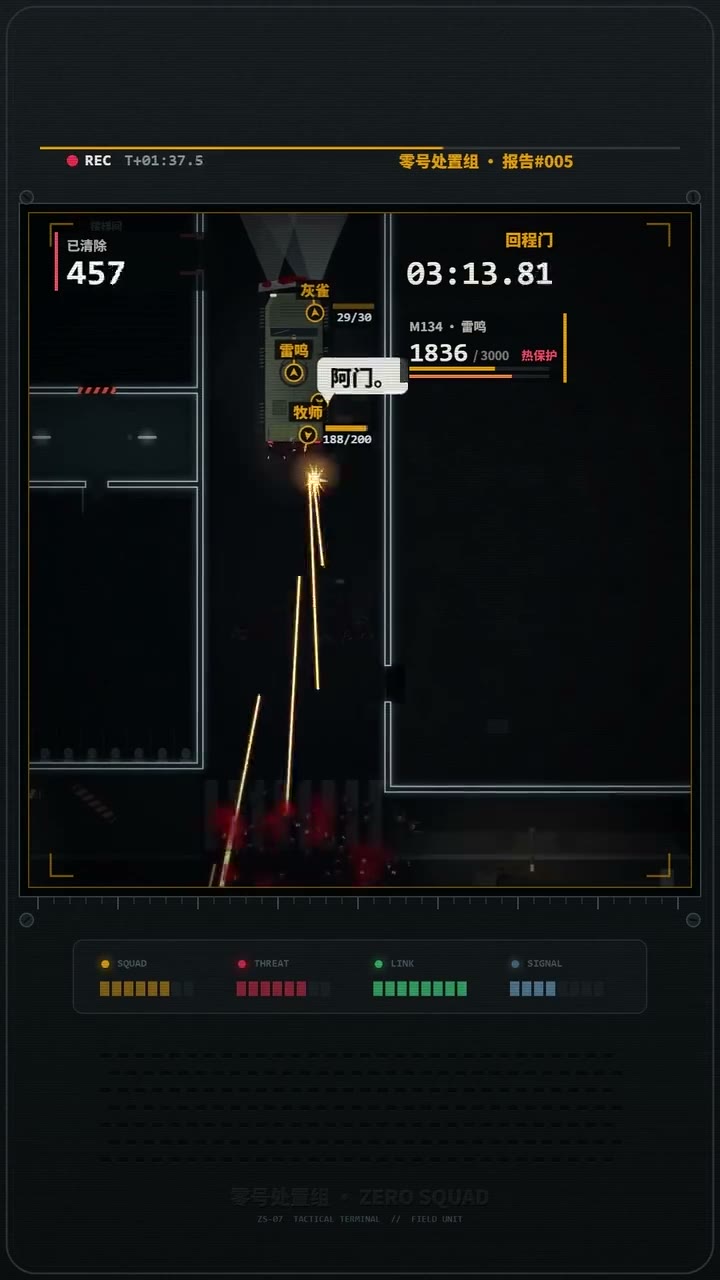 REC T+01:37.5
零号处置组 • 报告#005
楼梯间
已清除
457
回程门
03:13.81
灰雀
29/30
M134 • 雷鸣
1836 / 3000 热保护
雷鸣
阿门。
牧师
188/200
SQUAD
THREAT
LINK
SIGNAL
零号处置组 • ZERO SQUAD
ZS-07 TACTICAL TERMINAL // FIELD UNIT